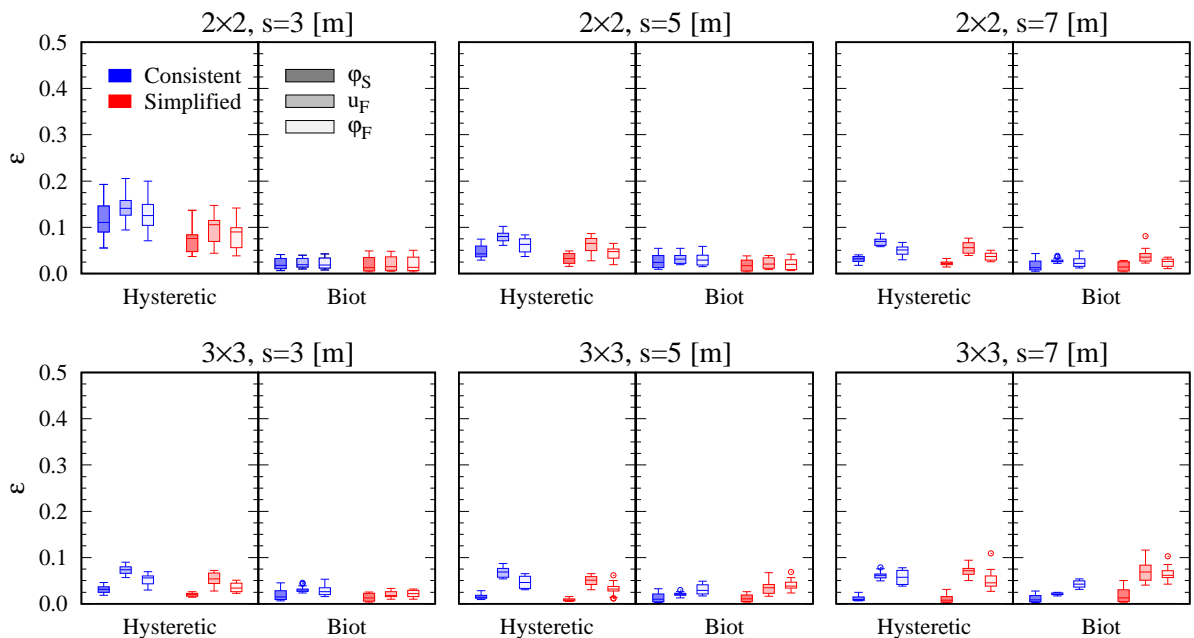 2×2, s=3 [m] 2×2, s=5 [m] 2×2, s=7 [m]
0.5
Consistent φS
0.4
Simplified uF
φF
0.3
ε
0.2
0.1
0.0
Hysteretic Biot Hysteretic Biot Hysteretic Biot
3×3, s=3 [m] 3×3, s=5 [m] 3×3, s=7 [m]
0.5
0.4
0.3
ε
0.2
0.1
0.0
Hysteretic Biot Hysteretic Biot Hysteretic Biot